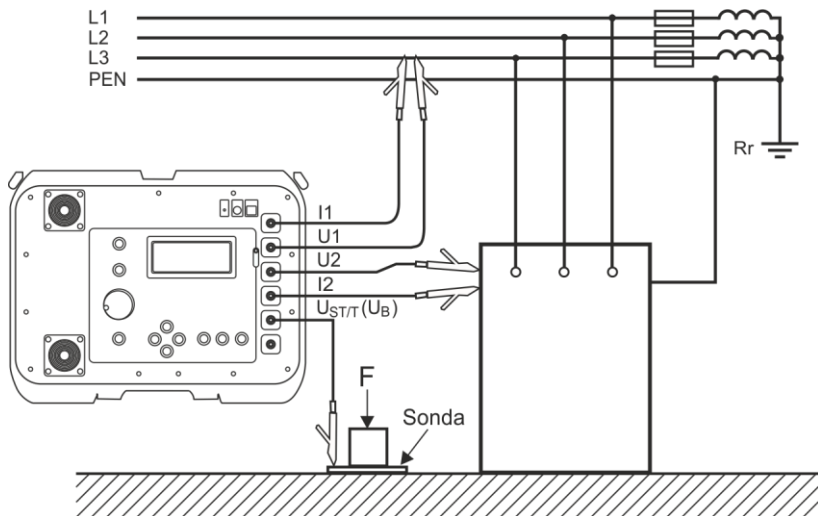 L1
L2
L3
PEN
Rr
I1
U1
U2
I2
UST/T (UB)
F
Sonda